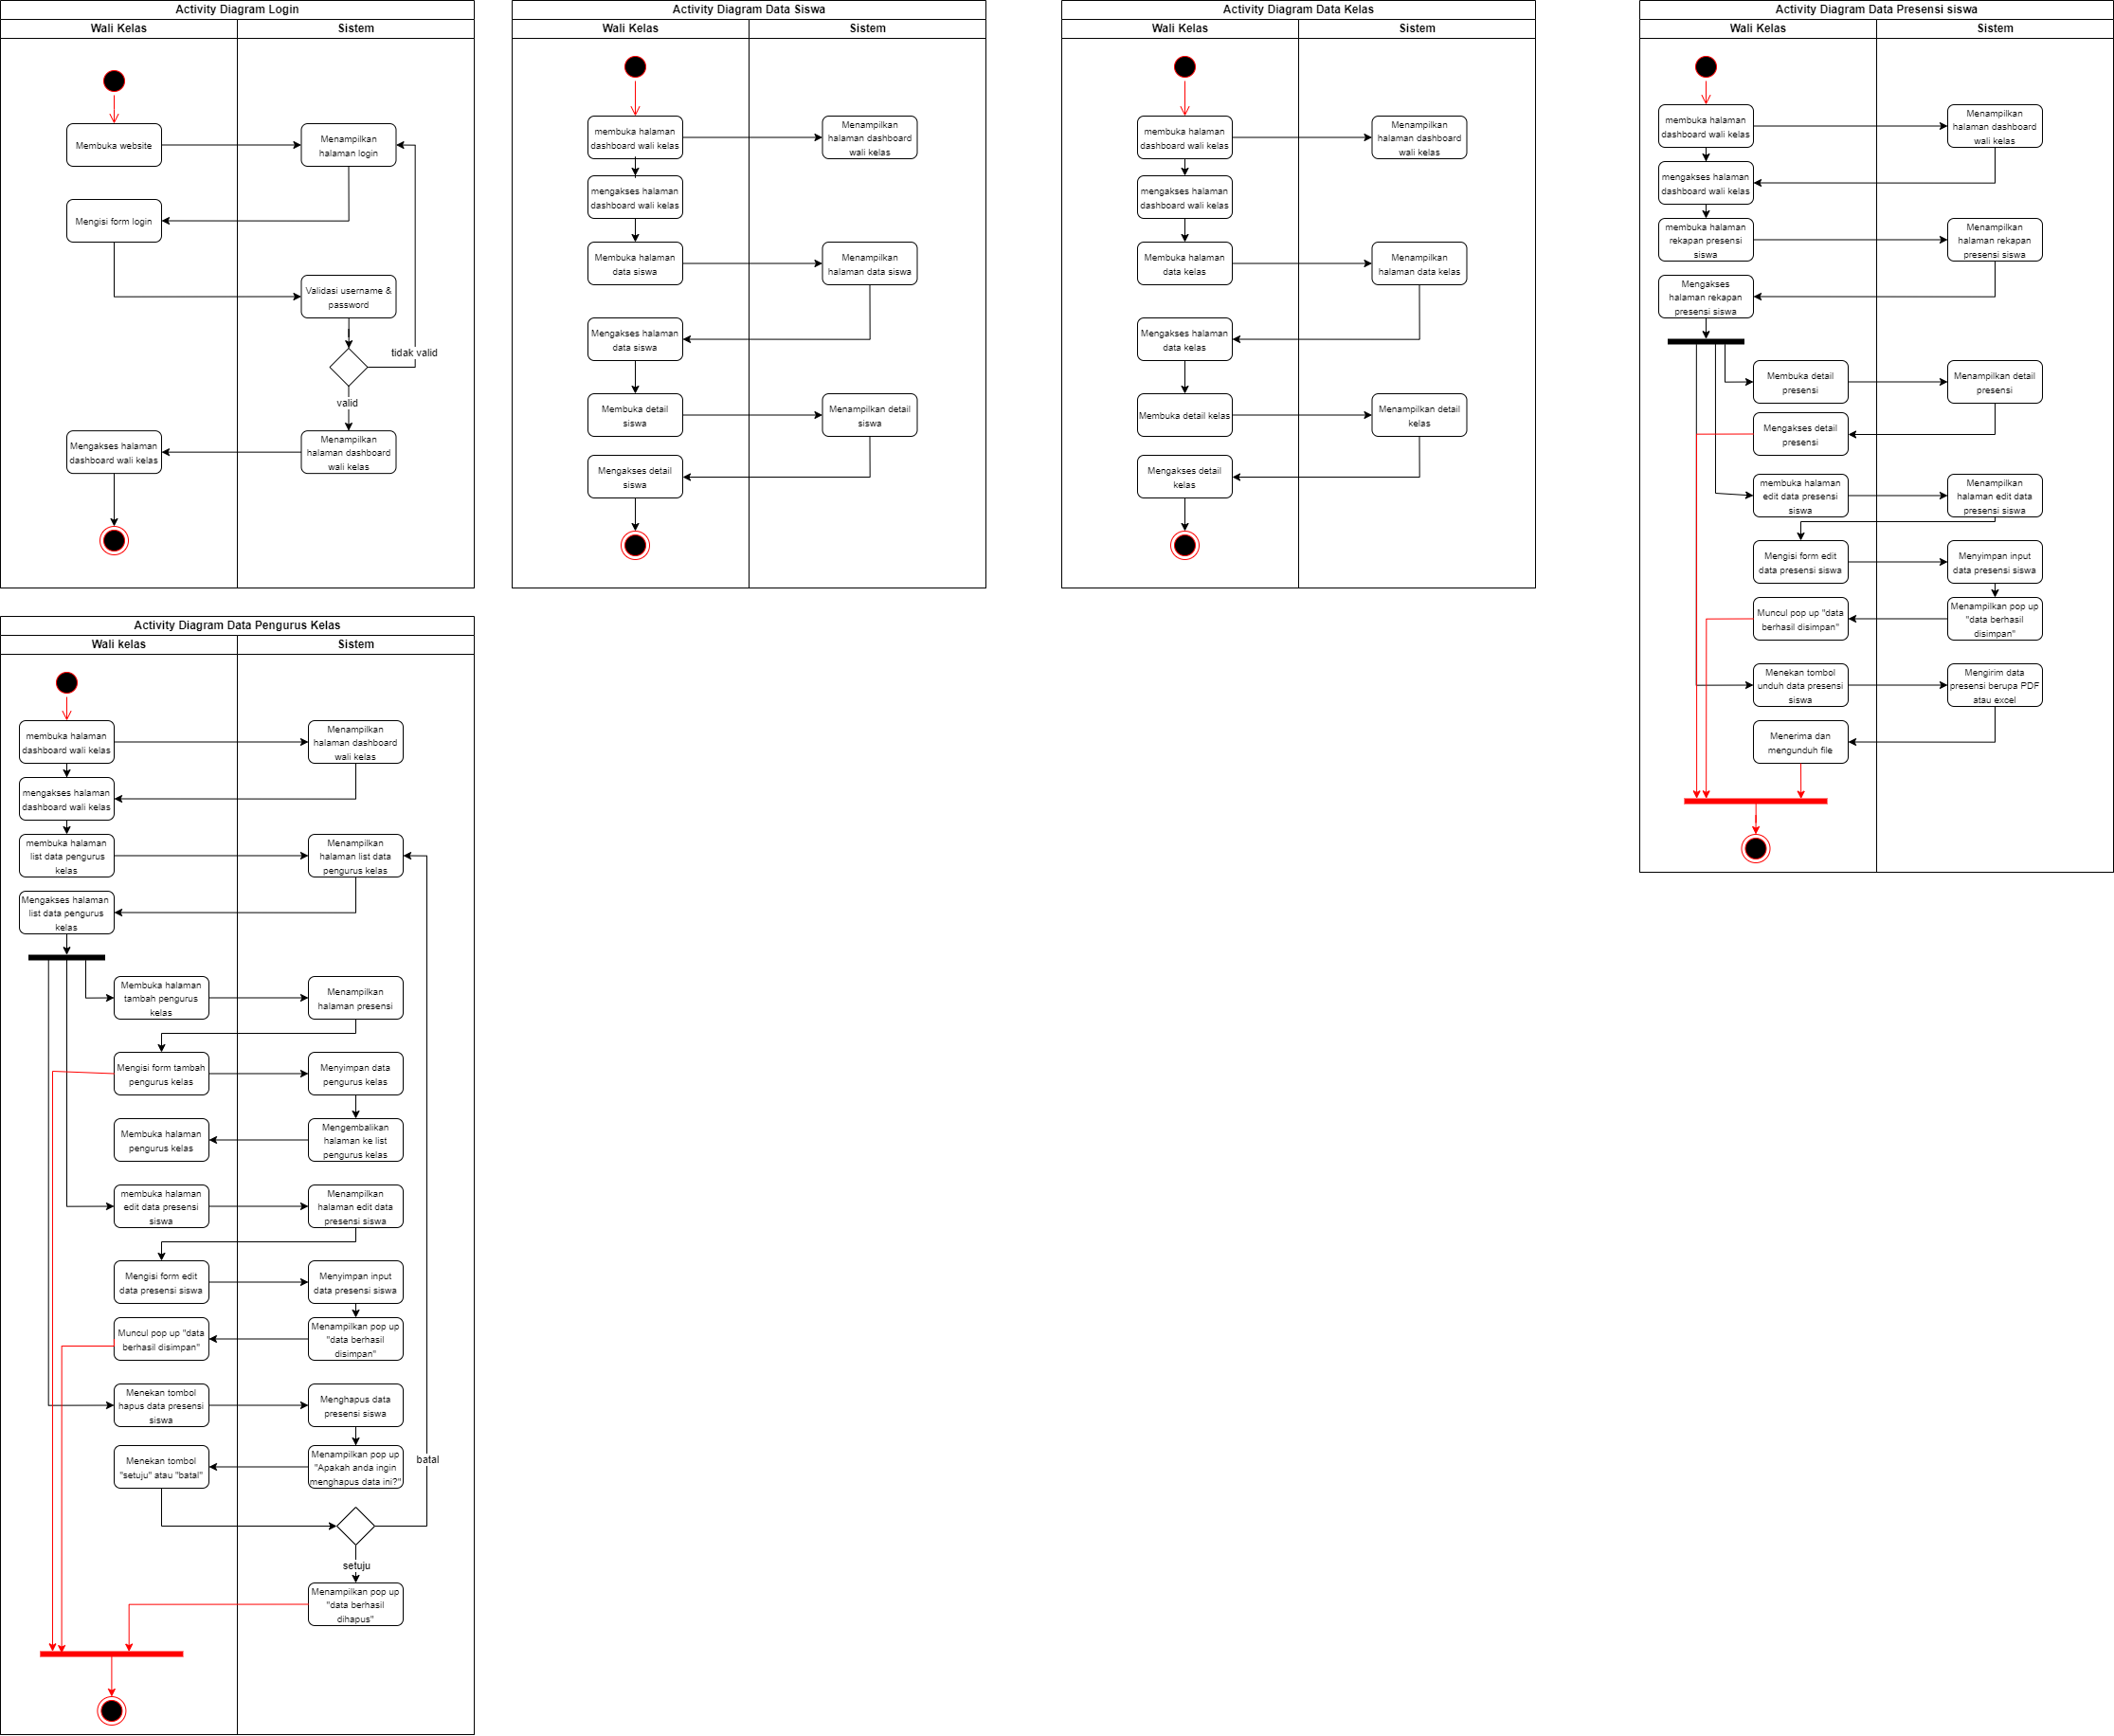 Activity Diagram Login
Wali Kelas
Sistem
Membuka website
Menampilkan
halaman login
Mengisi form login
Validasi username &
password
tidak valid
valid
Mengakses halaman
dashboard wali kelas
Menampilkan
halaman dashboard
wali kelas
Activity Diagram Data Siswa
Wali Kelas
Sistem
membuka halaman
dashboard wali kelas
Menampilkan
halaman dashboard
wali kelas
mengakses halaman
dashboard wali kelas
Membuka halaman
data siswa
Menampilkan
halaman data siswa
Mengakses halaman
data siswa
Membuka detail
siswa
Menampilkan detail
siswa
Mengakses detail
siswa
Activity Diagram Data Kelas
Wali Kelas
Sistem
membuka halaman
dashboard wali kelas
Menampilkan
halaman dashboard
wali kelas
mengakses halaman
dashboard wali kelas
Membuka halaman
data kelas
Menampilkan
halaman data kelas
Mengakses halaman
data kelas
Membuka detail kelas
Menampilkan detail
kelas
Mengakses detail
kelas
Activity Diagram Data Presensi siswa
Wali Kelas
Sistem
membuka halaman
dashboard wali kelas
Menampilkan
halaman dashboard
wali kelas
mengakses halaman
dashboard wali kelas
membuka halaman
rekapan presensi
siswa
Menampilkan
halaman rekapan
presensi siswa
Mengakses
halaman rekapan
presensi siswa
Membuka detail
presensi
Menampilkan detail
presensi
Mengakses detail
presensi
membuka halaman
edit data presensi
siswa
Menampilkan
halaman edit data
presensi siswa
Mengisi form edit
data presensi siswa
Menyimpan input
data presensi siswa
Muncul pop up "data
berhasil disimpan"
Menampilkan pop up
"data berhasil
disimpan"
Menekan tombol
unduh data presensi
siswa
Mengirim data
presensi berupa PDF
atau excel
Menerima dan
mengunduh file
Activity Diagram Data Pengurus Kelas
Wali kelas
Sistem
membuka halaman
dashboard wali kelas
Menampilkan
halaman dashboard
wali kelas
mengakses halaman
dashboard wali kelas
membuka halaman
list data pengurus
kelas
Menampilkan
halaman list data
pengurus kelas
Mengakses halaman
list data pengurus
kelas
Membuka halaman
tambah pengurus
kelas
Menampilkan
halaman presensi
Mengisi form tambah
pengurus kelas
Menyimpan data
pengurus kelas
Membuka halaman
pengurus kelas
Mengembalikan
halaman ke list
pengurus kelas
membuka halaman
edit data presensi
siswa
Menampilkan
halaman edit data
presensi siswa
Mengisi form edit
data presensi siswa
Menyimpan input
data presensi siswa
Muncul pop up "data
berhasil disimpan"
Menampilkan pop up
"data berhasil
disimpan"
Menekan tombol
hapus data presensi
siswa
Menghapus data
presensi siswa
Menekan tombol
"setuju" atau "batal"
Menampilkan pop up
"Apakah anda ingin
menghapus data ini?"
batal
setuju
Menampilkan pop up
"data berhasil
dihapus"